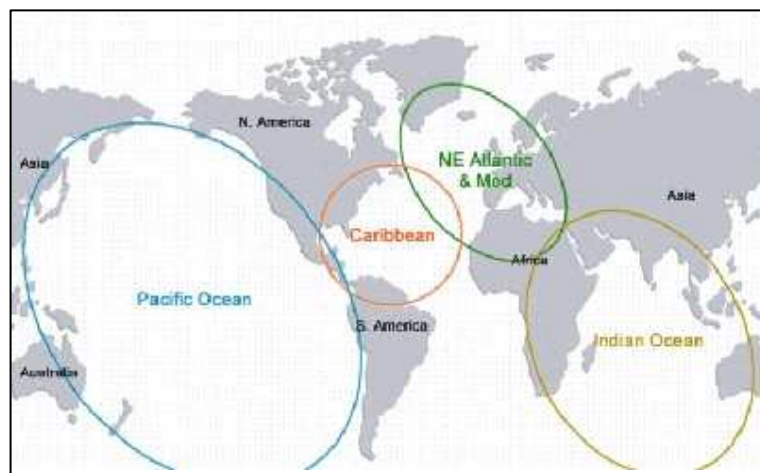 N. America
NE Atlantic
& Med
Asia
Asia
Caribbean
Africa
Pacific Ocean
S. America
Indian Ocean
Australia